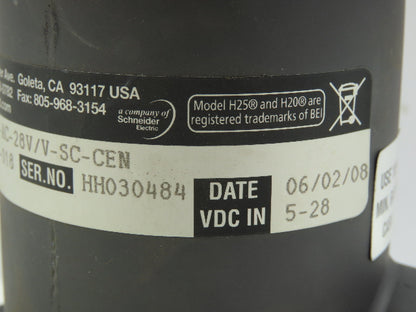 Ave. Goleta, CA 93117 USA
Fax: 805-968-3154
a company of
Schneider
Electric
Model H25® and H20® are
registered trademarks of BEI
-28V/V-SC-CEN
SER.NO. HH030484
DATE 06/02/08
VDC IN 5-28